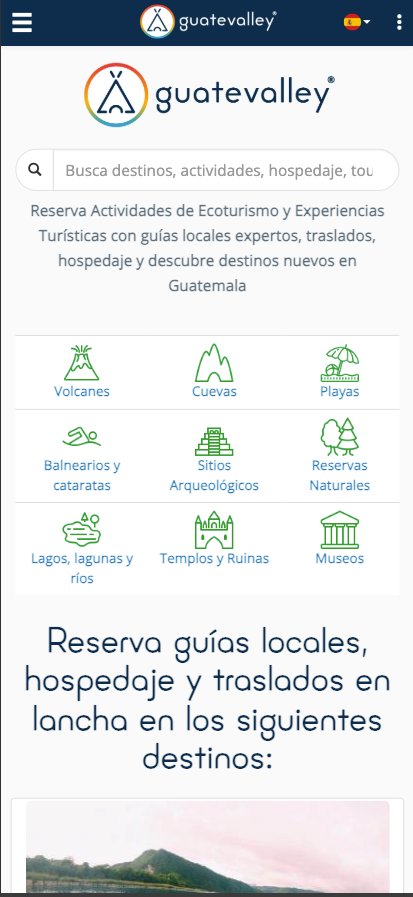 guatevalley®
guatevalley®
Busca destinos, actividades, hospedaje, tou
Reserva Actividades de Ecoturismo y Experiencias
Turísticas con guías locales expertos, traslados,
hospedaje y descubre destinos nuevos en
Guatemala
Volcanes
Cuevas
Playas
Balnearios y
cataratas
Sitios
Arqueológicos
Reservas
Naturales
Lagos, lagunas y
ríos
Templos y Ruinas
Museos
Reserva guías locales,
hospedaje y traslados en
lancha en los siguientes
destinos: